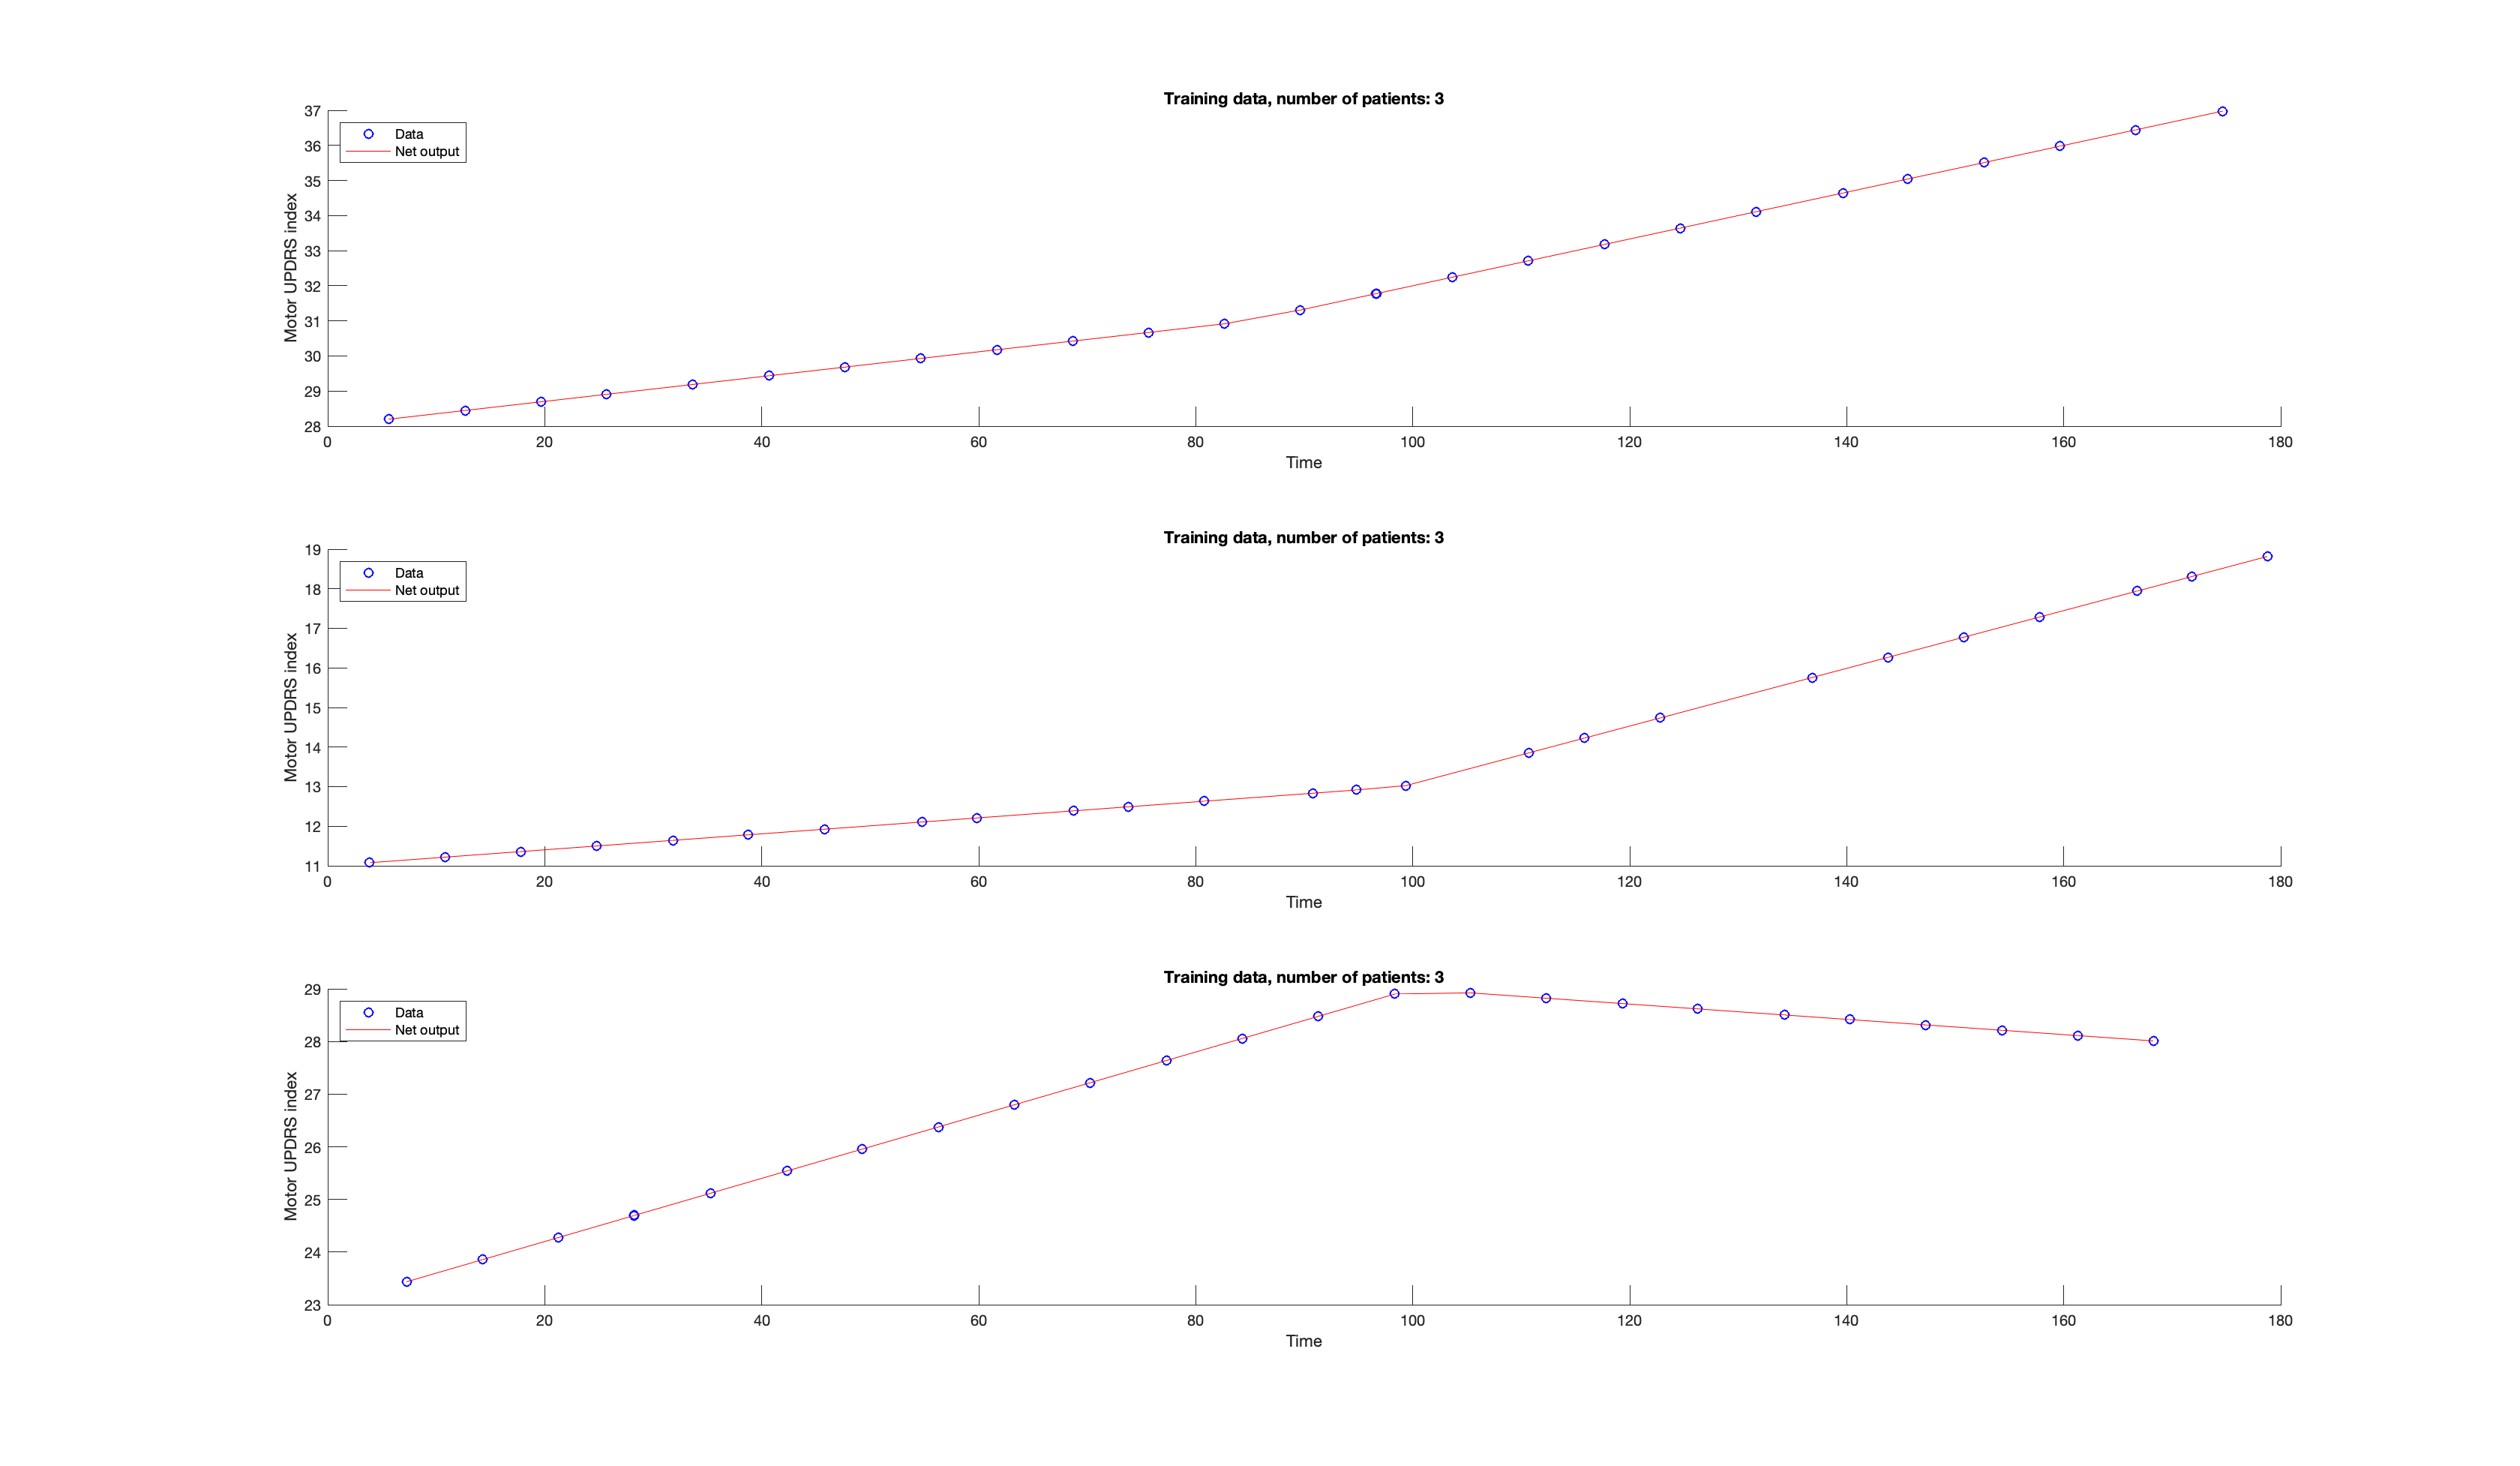 Training data, number of patients: 3
Data
Net output
Motor UPDRS index
37
36
35
34
33
32
31
30
29
28
0 20 40 60 80 100 120 140 160 180
Time
Training data, number of patients: 3
Data
Net output
Motor UPDRS index
19
18
17
16
15
14
13
12
11
0 20 40 60 80 100 120 140 160 180
Time
Training data, number of patients: 3
Data
Net output
Motor UPDRS index
29
28
27
26
25
24
23
0 20 40 60 80 100 120 140 160 180
Time